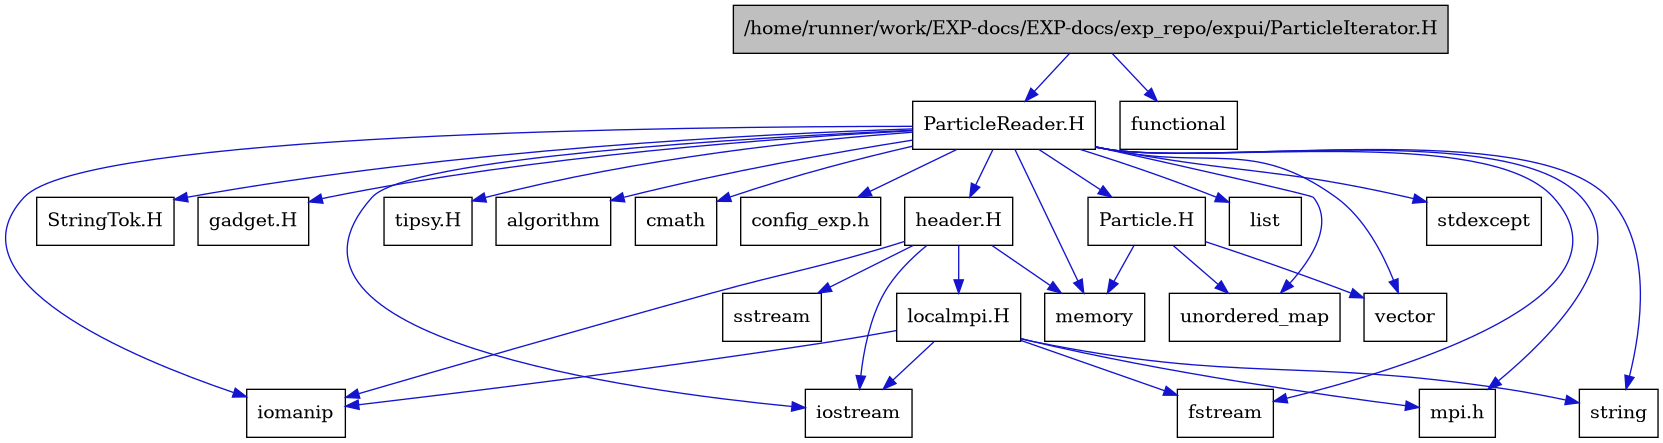 /home/runner/work/EXP-docs/EXP-docs/exp_repo/expui/ParticleIterator.H
ParticleReader.H
functional
StringTok.H
gadget.H
tipsy.H
algorithm
cmath
config_exp.h
header.H
Particle.H
list
stdexcept
sstream
localmpi.H
memory
unordered_map
vector
iomanip
iostream
fstream
mpi.h
string